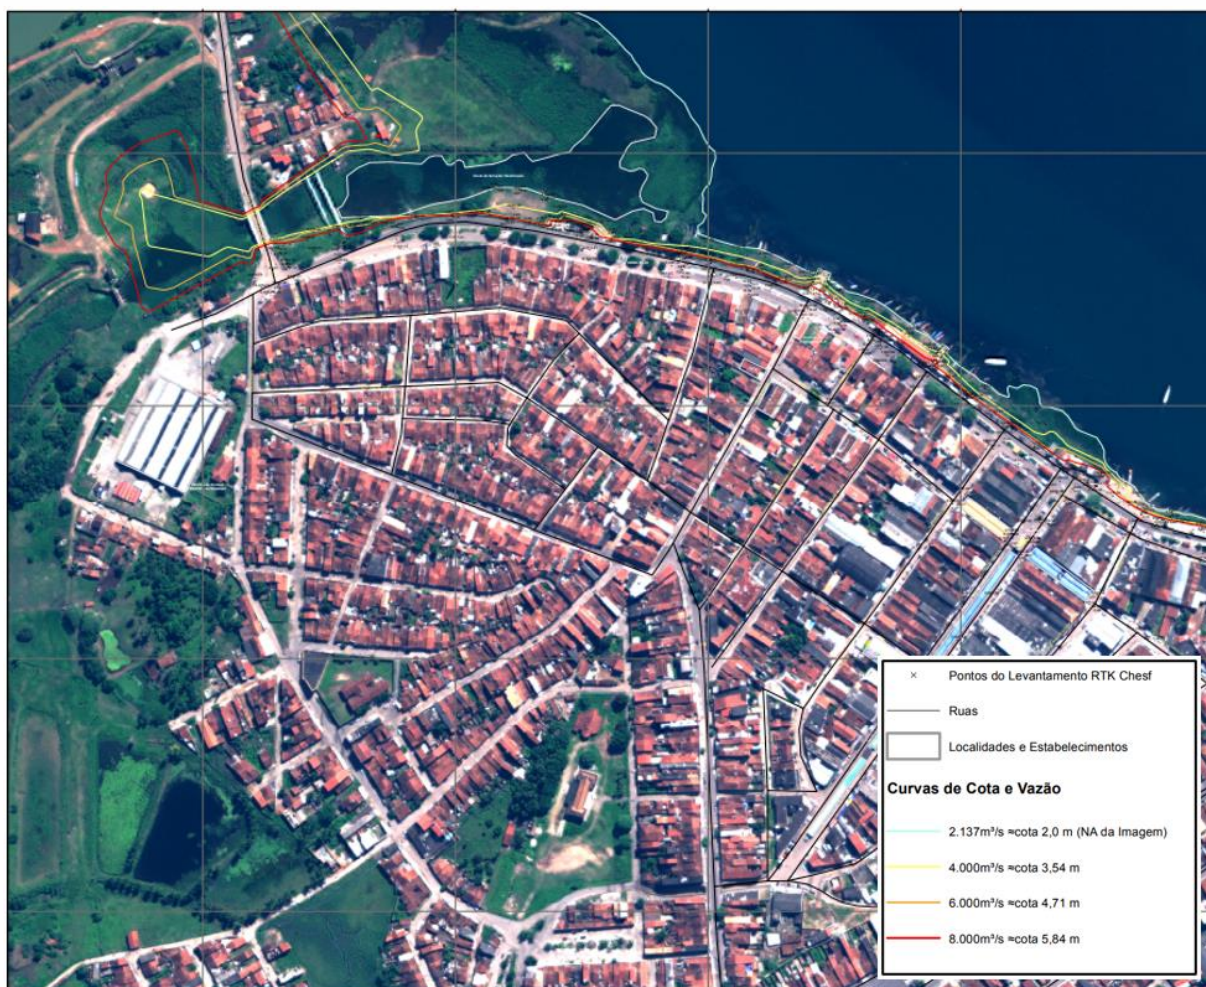 Pontos do Levantamento RTK Chesf
Ruas
Localidades e Estabelecimentos
Curvas de Cota e Vazão
2.137m³/s ≈cota 2,0 m (NA da Imagem)
4.000m³/s ≈cota 3,54 m
6.000m³/s ≈cota 4,71 m
8.000m³/s ≈cota 5,84 m